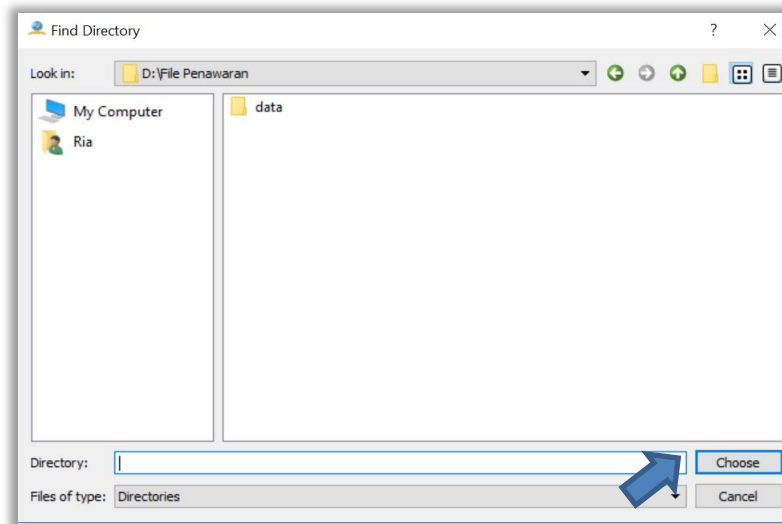 Find Directory
Look in: D:\File Penawaran
My Computer
data
Ria
Directory: Choose
Files of type: Directories Cancel